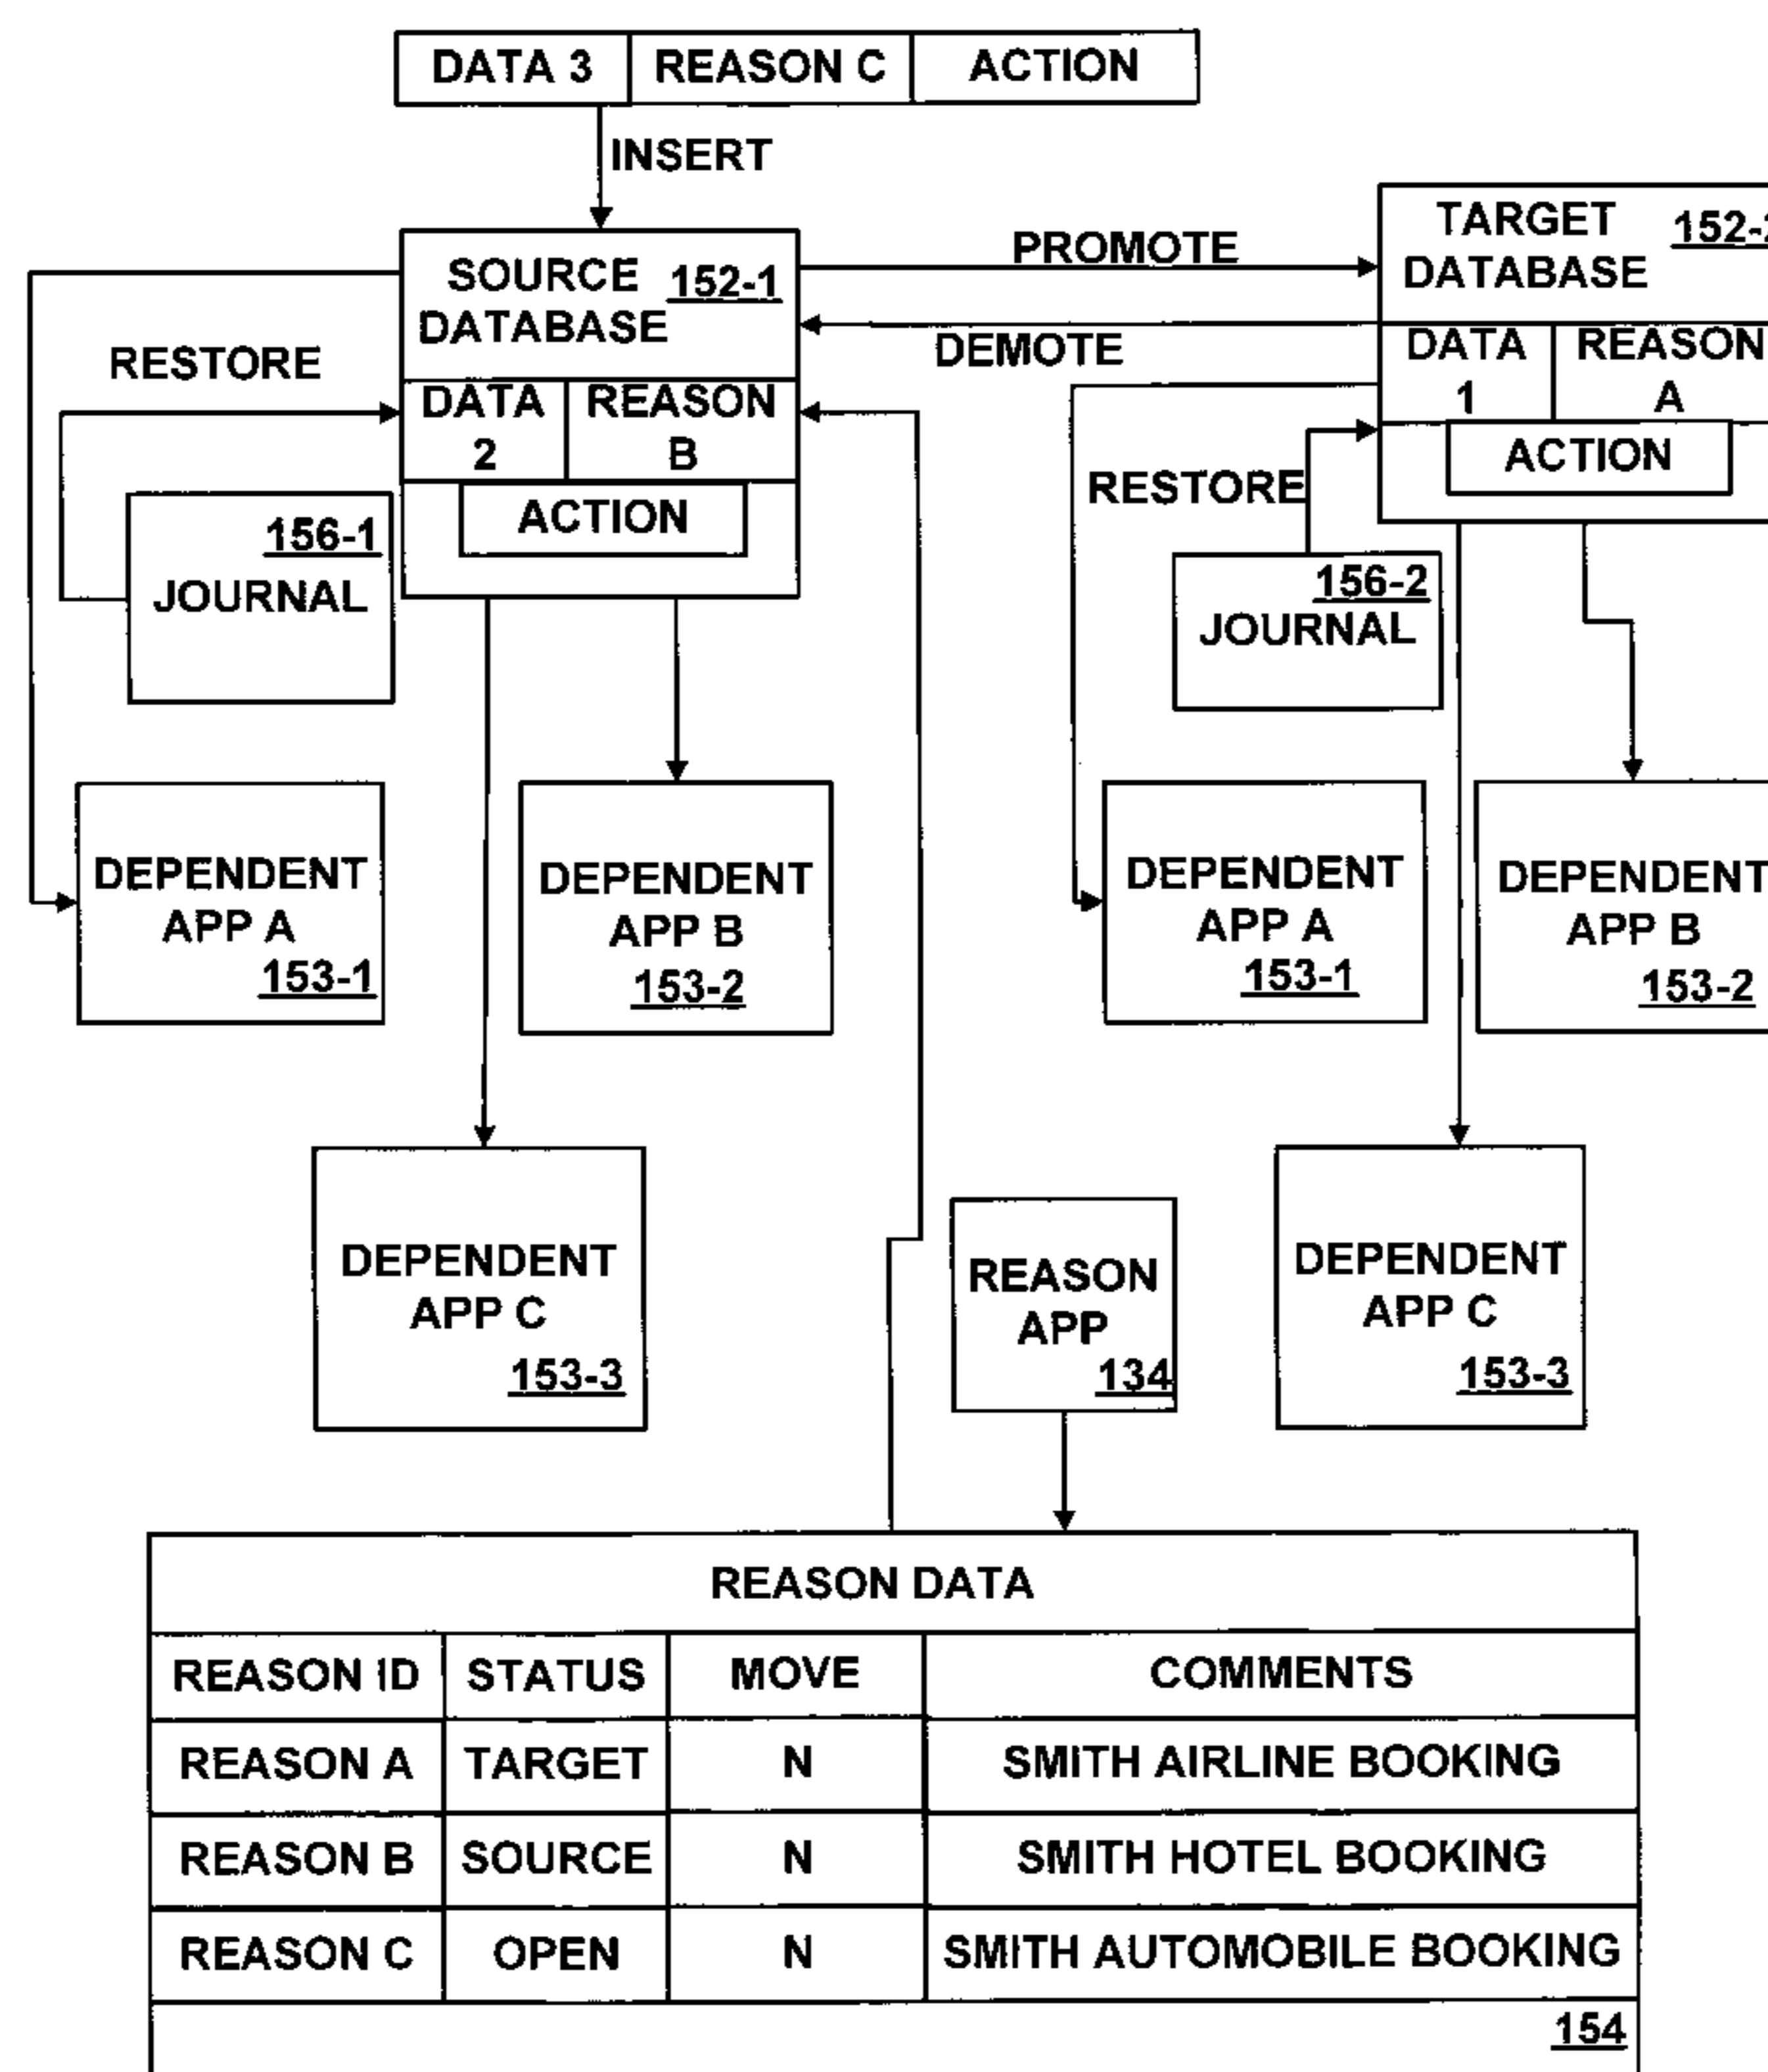 DATA 3 REASON C ACTION
INSERT
SOURCE 152-1
DATABASE
PROMOTE
DEMOTE
TARGET
DATABASE
RESTORE
DATA REASON
2 B
ACTION
DATA REASON
1 A
ACTION
RESTORE
156-1
JOURNAL
156-2
JOURNAL
DEPENDENT
APP A
153-1
DEPENDENT
APP B
153-2
DEPENDENT
APP A
153-1
DEPENDENT
APP B
153-2
DEPENDENT
APP C
153-3
REASON
APP
134
DEPENDENT
APP C
153-3
REASON DATA
REASON ID STATUS MOVE COMMENTS
REASON A TARGET N SMITH AIRLINE BOOKING
REASON B SOURCE N SMITH HOTEL BOOKING
REASON C OPEN N SMITH AUTOMOBILE BOOKING
154